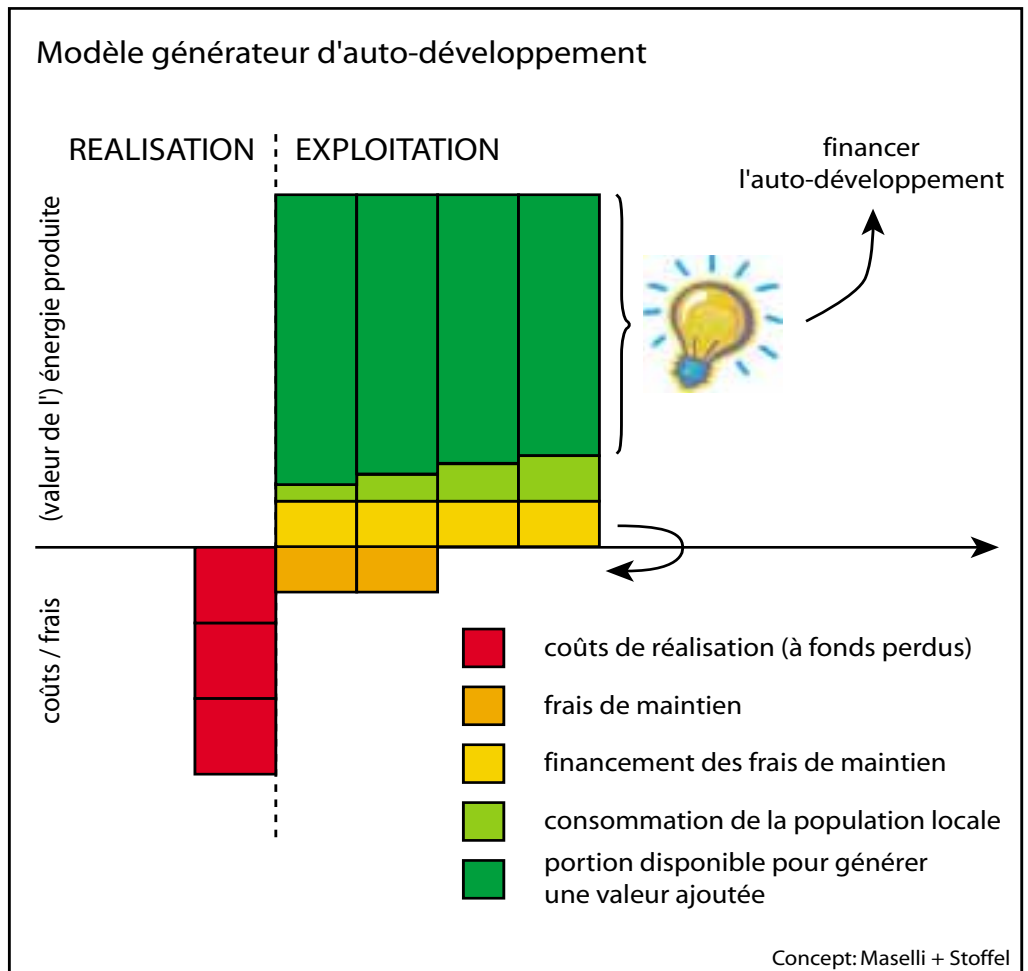 Modèle générateur d'auto-développement
REALISATION
EXPLOITATION
financer
l'auto-développement
(valeur de l') énergie produite
coûts / frais
coûts de réalisation (à fonds perdus)
frais de maintien
financement des frais de maintien
consommation de la population locale
portion disponible pour générer
une valeur ajoutée
Concept: Maselli + Stoffel